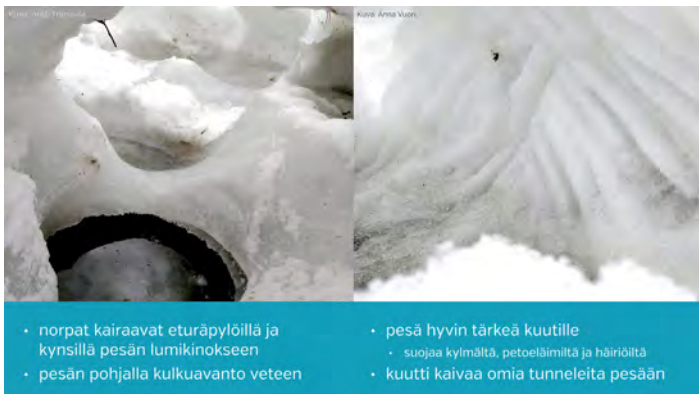 Kuva: Anna Vuori
• norpat kairaavat eturäpylöillä ja
kynsillä pesän lumikinokseen
• pesän pohjalla kulkuavanto veteen
• pesä hyvin tärkeä kuutille
• suojaa kylmältä, petoeläimiltä ja häiriöiltä
• kuutti kaivaa omia tunneleita pesään